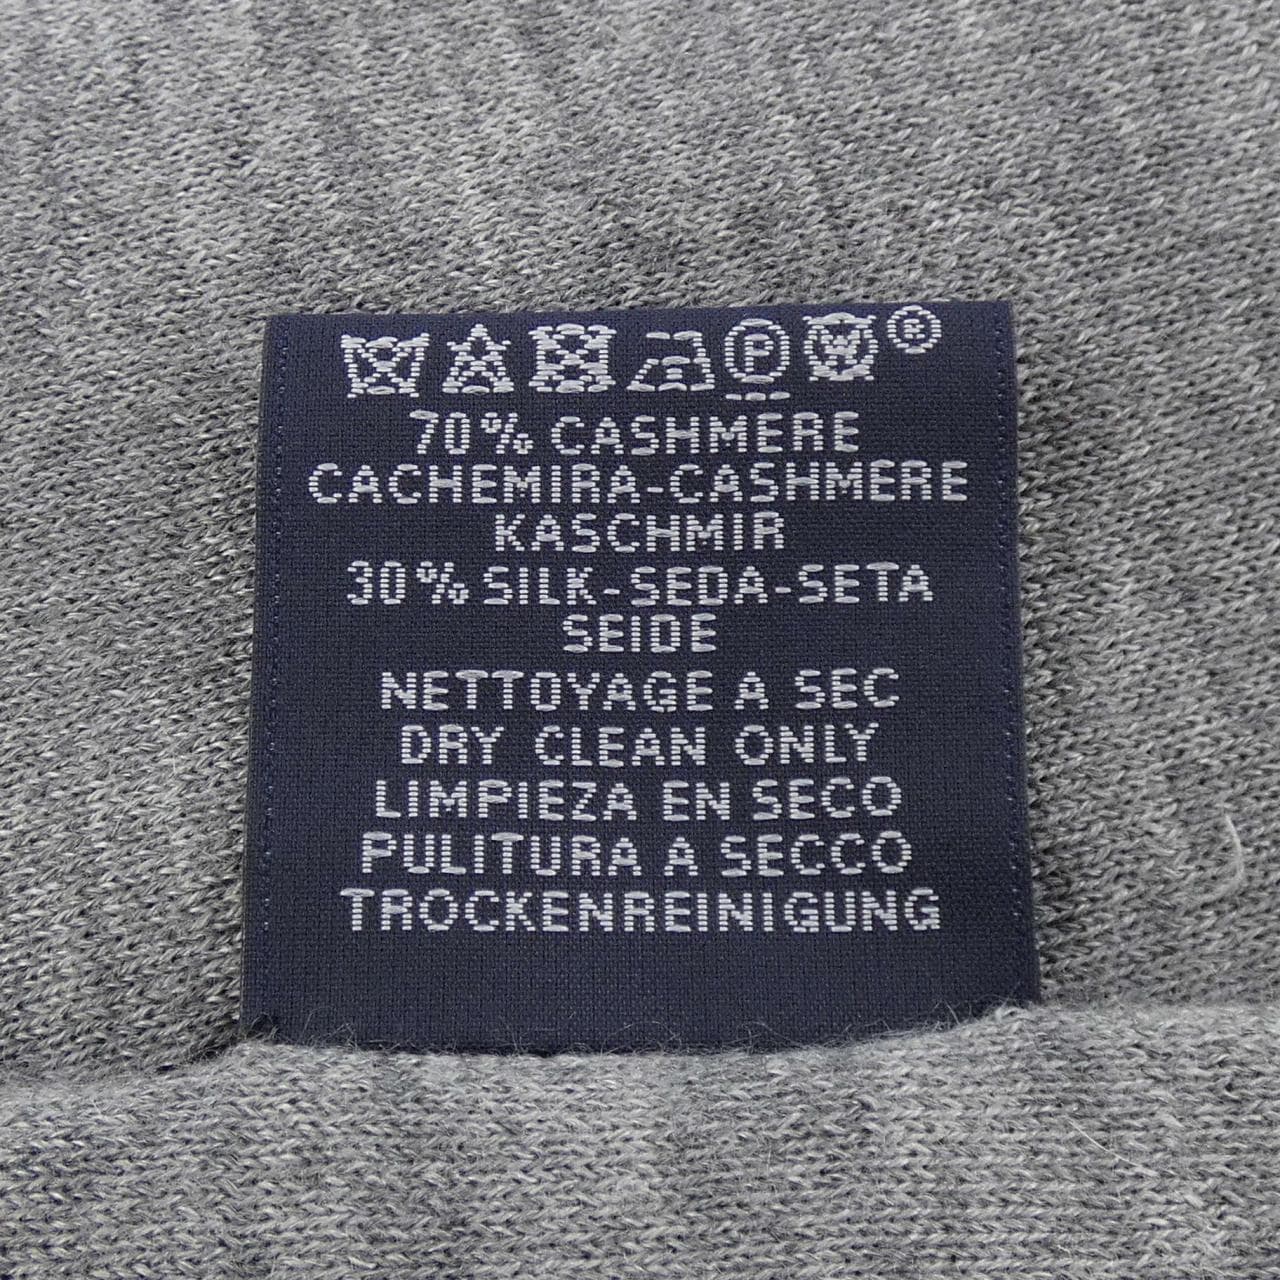 P W ®
70% CASHMERE
CACHEMIRA-CASHMERE
KASCHMIR
30% SILK-SEDA-SETA
SEIDE
NETTOYAGE A SEC
DRY CLEAN ONLY
LIMPIEZA EN SECO
PULITURA A SECCO
TROCKENREINIGUNG